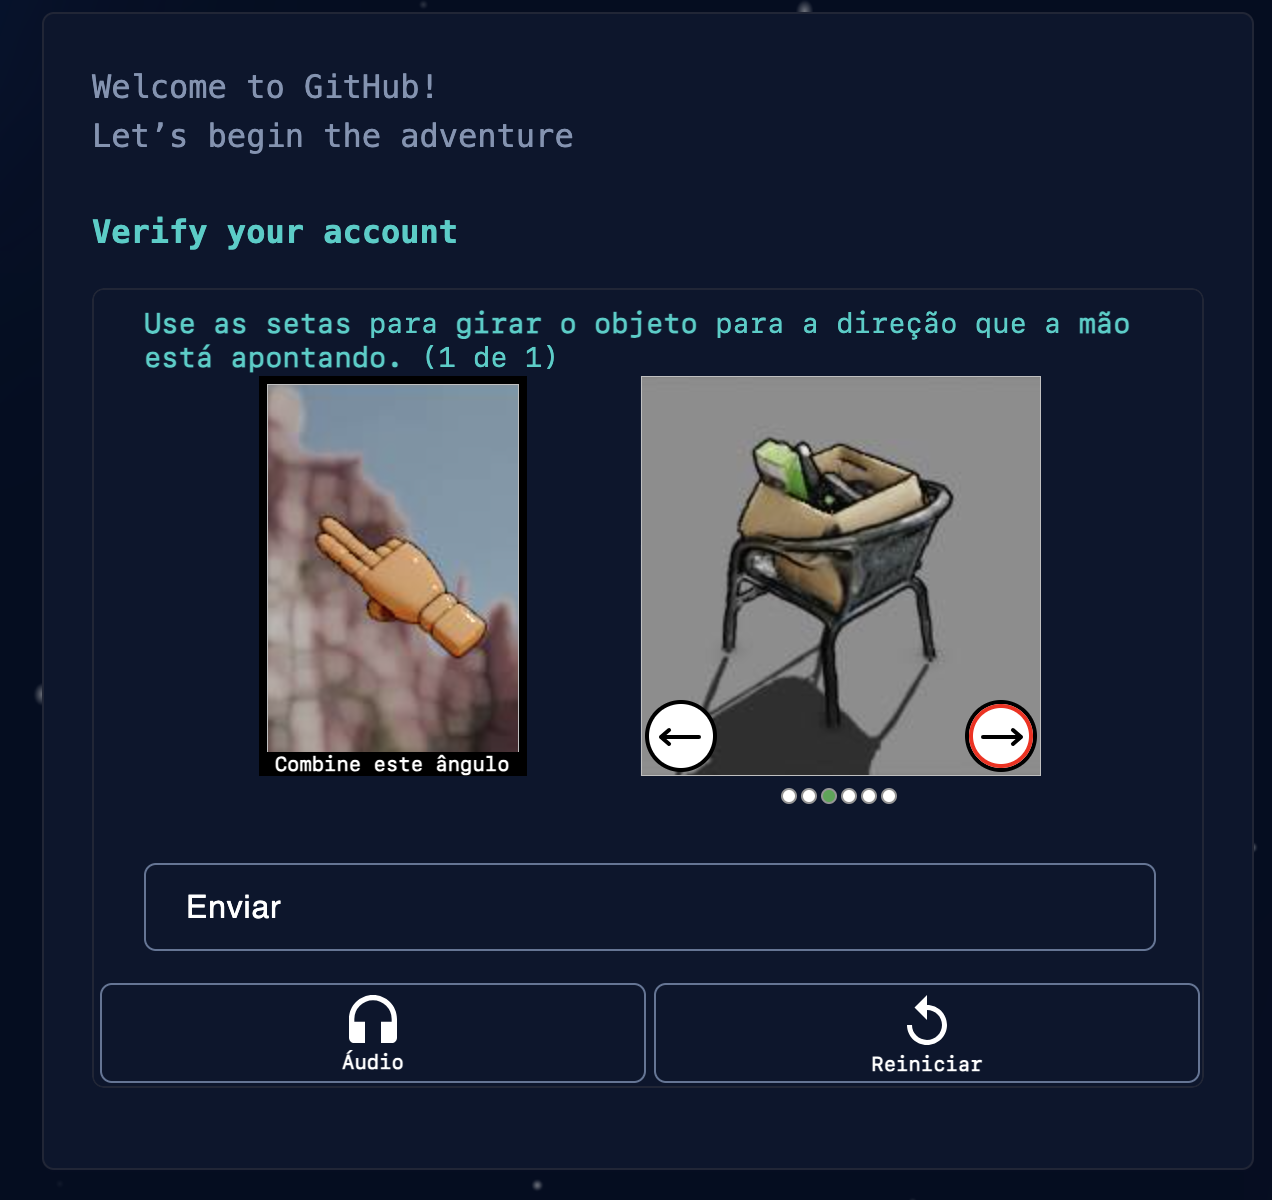 Welcome to GitHub!
Let’s begin the adventure
Verify your account
Use as setas para girar o objeto para a direção que a mão
está apontando. (1 de 1)
Combine este ângulo
Enviar
Áudio
Reiniciar